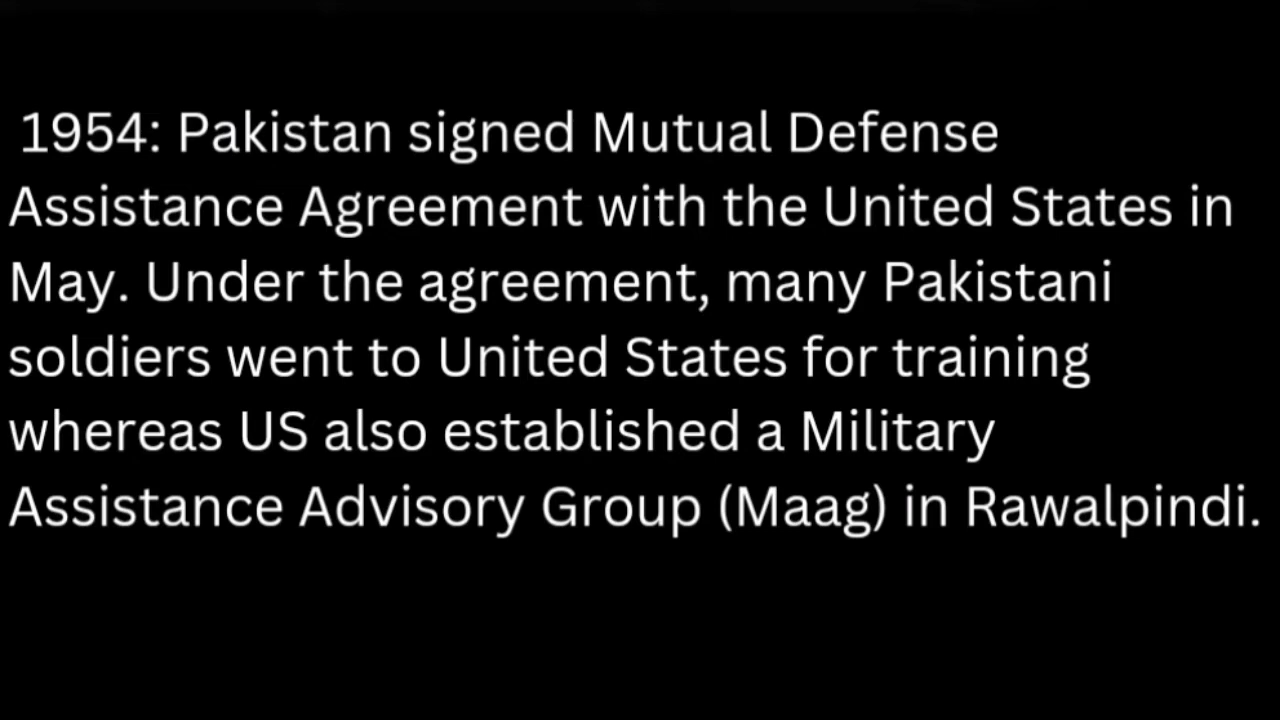 1954: Pakistan signed Mutual Defense
Assistance Agreement with the United States in
May. Under the agreement, many Pakistani
soldiers went to United States for training
whereas US also established a Military
Assistance Advisory Group (Maag) in Rawalpindi.